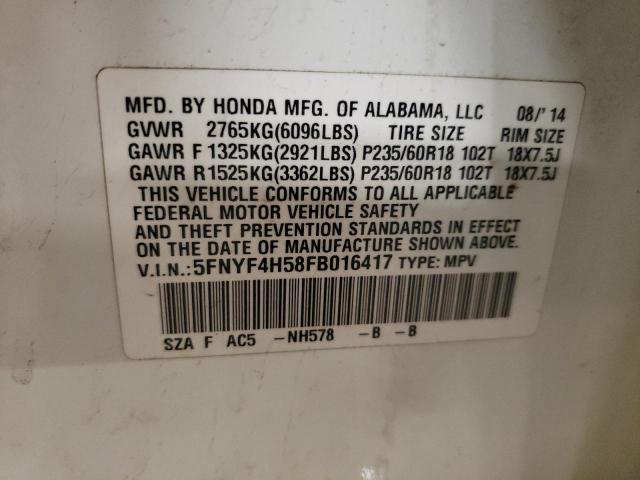 MFD. BY HONDA MFG. OF ALABAMA, LLC 08/'14
GVWR 2765KG(6096LBS) TIRE SIZE RIM SIZE
GAWR F 1325KG(2921LBS) P235/60R18 102T 18X7.5J
GAWR R1525KG(3362LBS) P235/60R18 102T 18X7.5J
THIS VEHICLE CONFORMS TO ALL APPLICABLE
FEDERAL MOTOR VEHICLE SAFETY
AND THEFT PREVENTION STANDARDS IN EFFECT
ON THE DATE OF MANUFACTURE SHOWN ABOVE.
V.I.N.:5FNYF4H58FB016417 TYPE: MPV
SZA F AC5 -NH578 -B -B